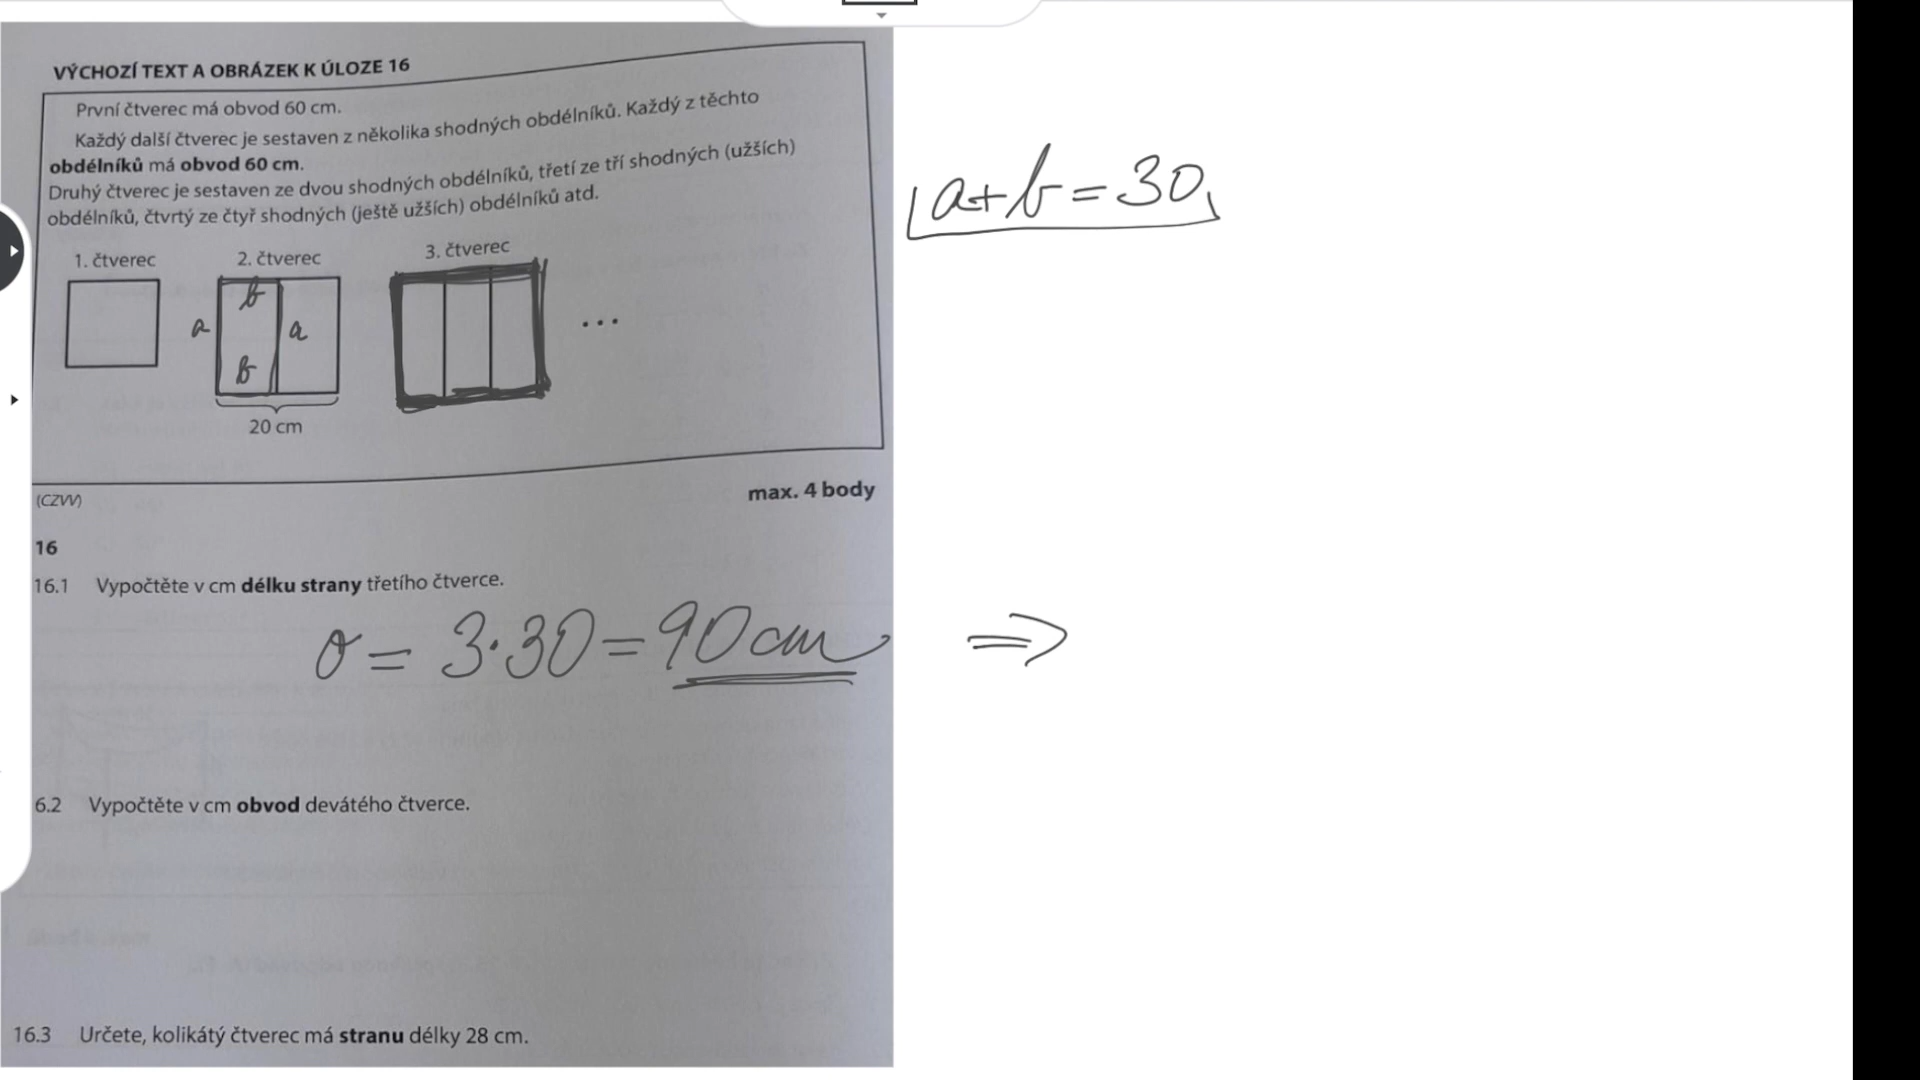 VÝCHOZÍ TEXT A OBRÁZEK K ÚLOZE 16
První čtverec má obvod 60 cm.
Každý další čtverec je sestaven z několika shodných obdélníků. Každý z těchto
obdélníků má obvod 60 cm.
Druhý čtverec je sestaven ze dvou shodných obdélníků, třetí ze tří shodných (užších)
obdélníků, čtvrtý ze čtyř shodných (ještě užších) obdélníků atd.
1. čtverec
2. čtverec
3. čtverec
b
a
a
b
...
20 cm
a+b=30
(CZVV)
max. 4 body
16
16.1 Vypočtěte v cm délku strany třetího čtverce.
o = 3·30 = 90 cm ⇒
6.2 Vypočtěte v cm obvod devátého čtverce.
16.3 Určete, kolikátý čtverec má stranu délky 28 cm.